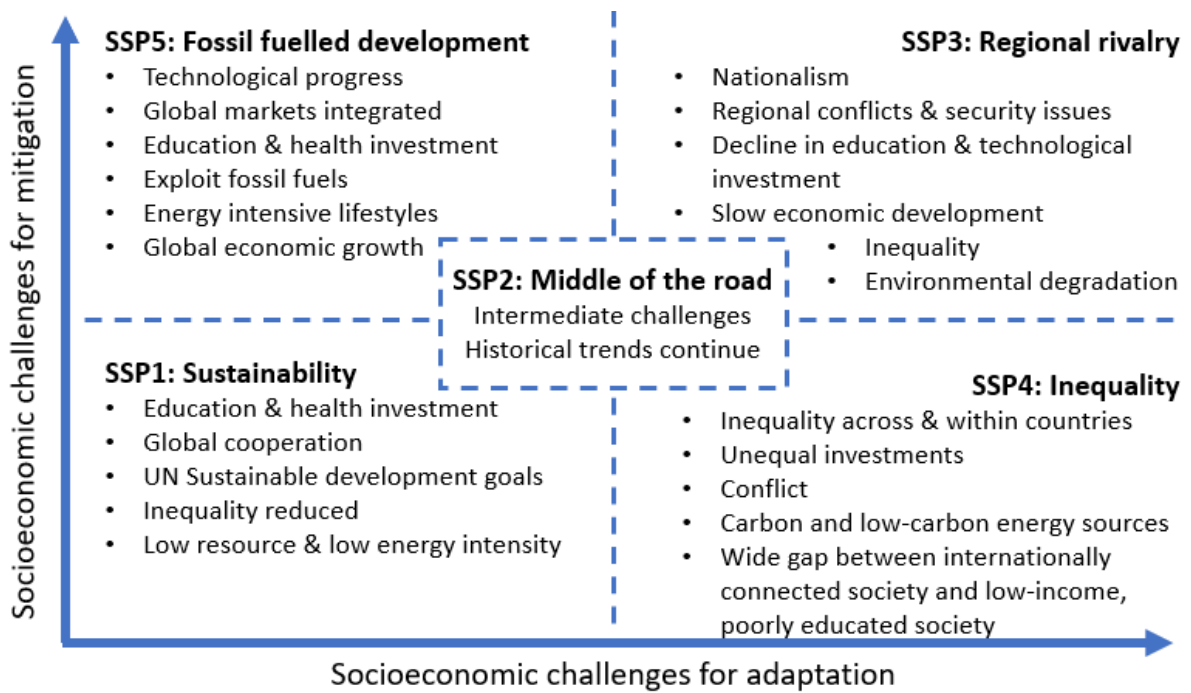 Socioeconomic challenges for mitigation
SSP5: Fossil fuelled development
• Technological progress
• Global markets integrated
• Education & health investment
• Exploit fossil fuels
• Energy intensive lifestyles
• Global economic growth
SSP3: Regional rivalry
• Nationalism
• Regional conflicts & security issues
• Decline in education & technological
investment
• Slow economic development
• Inequality
• Environmental degradation
SSP2: Middle of the road
Intermediate challenges
Historical trends continue
SSP1: Sustainability
• Education & health investment
• Global cooperation
• UN Sustainable development goals
• Inequality reduced
• Low resource & low energy intensity
SSP4: Inequality
• Inequality across & within countries
• Unequal investments
• Conflict
• Carbon and low-carbon energy sources
• Wide gap between internationally
connected society and low-income,
poorly educated society
Socioeconomic challenges for adaptation